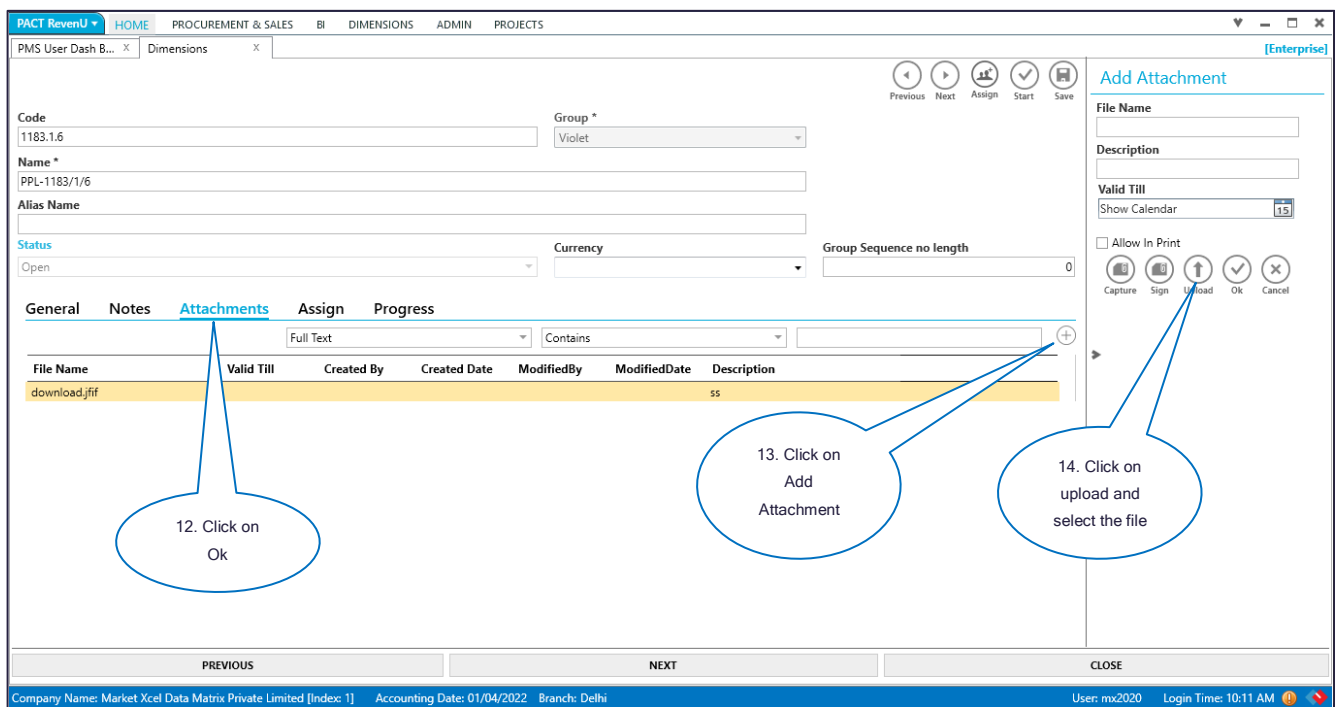 PACT RevenU HOME PROCUREMENT & SALES BI DIMENSIONS ADMIN PROJECTS
PMS User Dash B... X Dimensions X [Enterprise]
Previous Next Assign Start Save
Add Attachment
File Name
Description
Valid Till
Show Calendar 15
Allow In Print
Capture Sign Upload Ok Cancel
Code Group *
1183.1.6 Violet
Name *
PPL-1183/1/6
Alias Name
Status Currency Group Sequence no length
Open 0
General Notes Attachments Assign Progress
Full Text Contains
File Name Valid Till Created By Created Date ModifiedBy ModifiedDate Description
download.jfif ss
12. Click on
Ok
13. Click on
Add
Attachment
14. Click on
upload and
select the file
PREVIOUS NEXT CLOSE
Company Name: Market Xcel Data Matrix Private Limited [Index: 1] Accounting Date: 01/04/2022 Branch: Delhi User: mx2020 Login Time: 10:11 AM